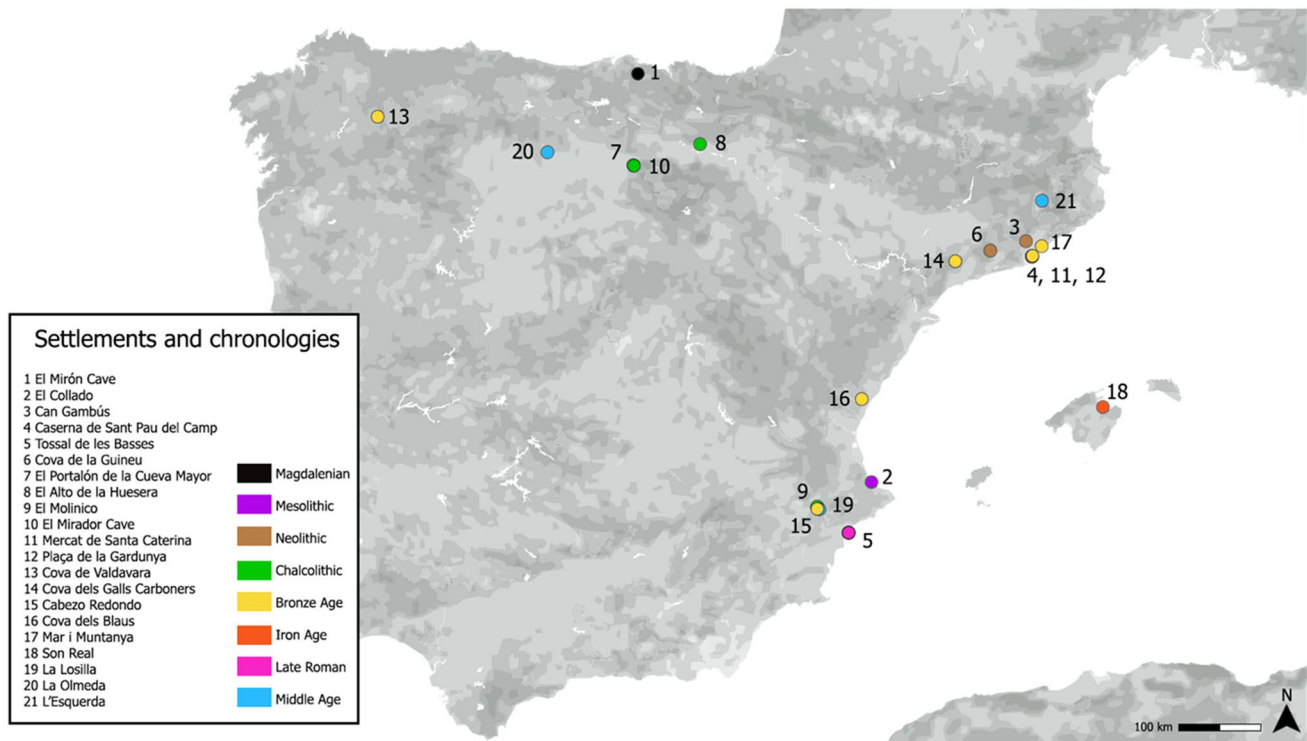 1
13
20
7
8
10
21
3
6
17
14
4, 11, 12
18
16
2
9
19
15
5
Settlements and chronologies
1 El Mirón Cave
2 El Collado
3 Can Gambús
4 Caserna de Sant Pau del Camp
5 Tossal de les Basses
6 Cova de la Guineu
7 El Portalón de la Cueva Mayor
8 El Alto de la Huesera
9 El Molinico
10 El Mirador Cave
11 Mercat de Santa Caterina
12 Plaça de la Gardunya
13 Cova de Valdavara
14 Cova dels Galls Carboners
15 Cabezo Redondo
16 Cova dels Blaus
17 Mar i Muntanya
18 Son Real
19 La Losilla
20 La Olmeda
21 L'Esquerda
Magdalenian
Mesolithic
Neolithic
Chalcolithic
Bronze Age
Iron Age
Late Roman
Middle Age
N
100 km